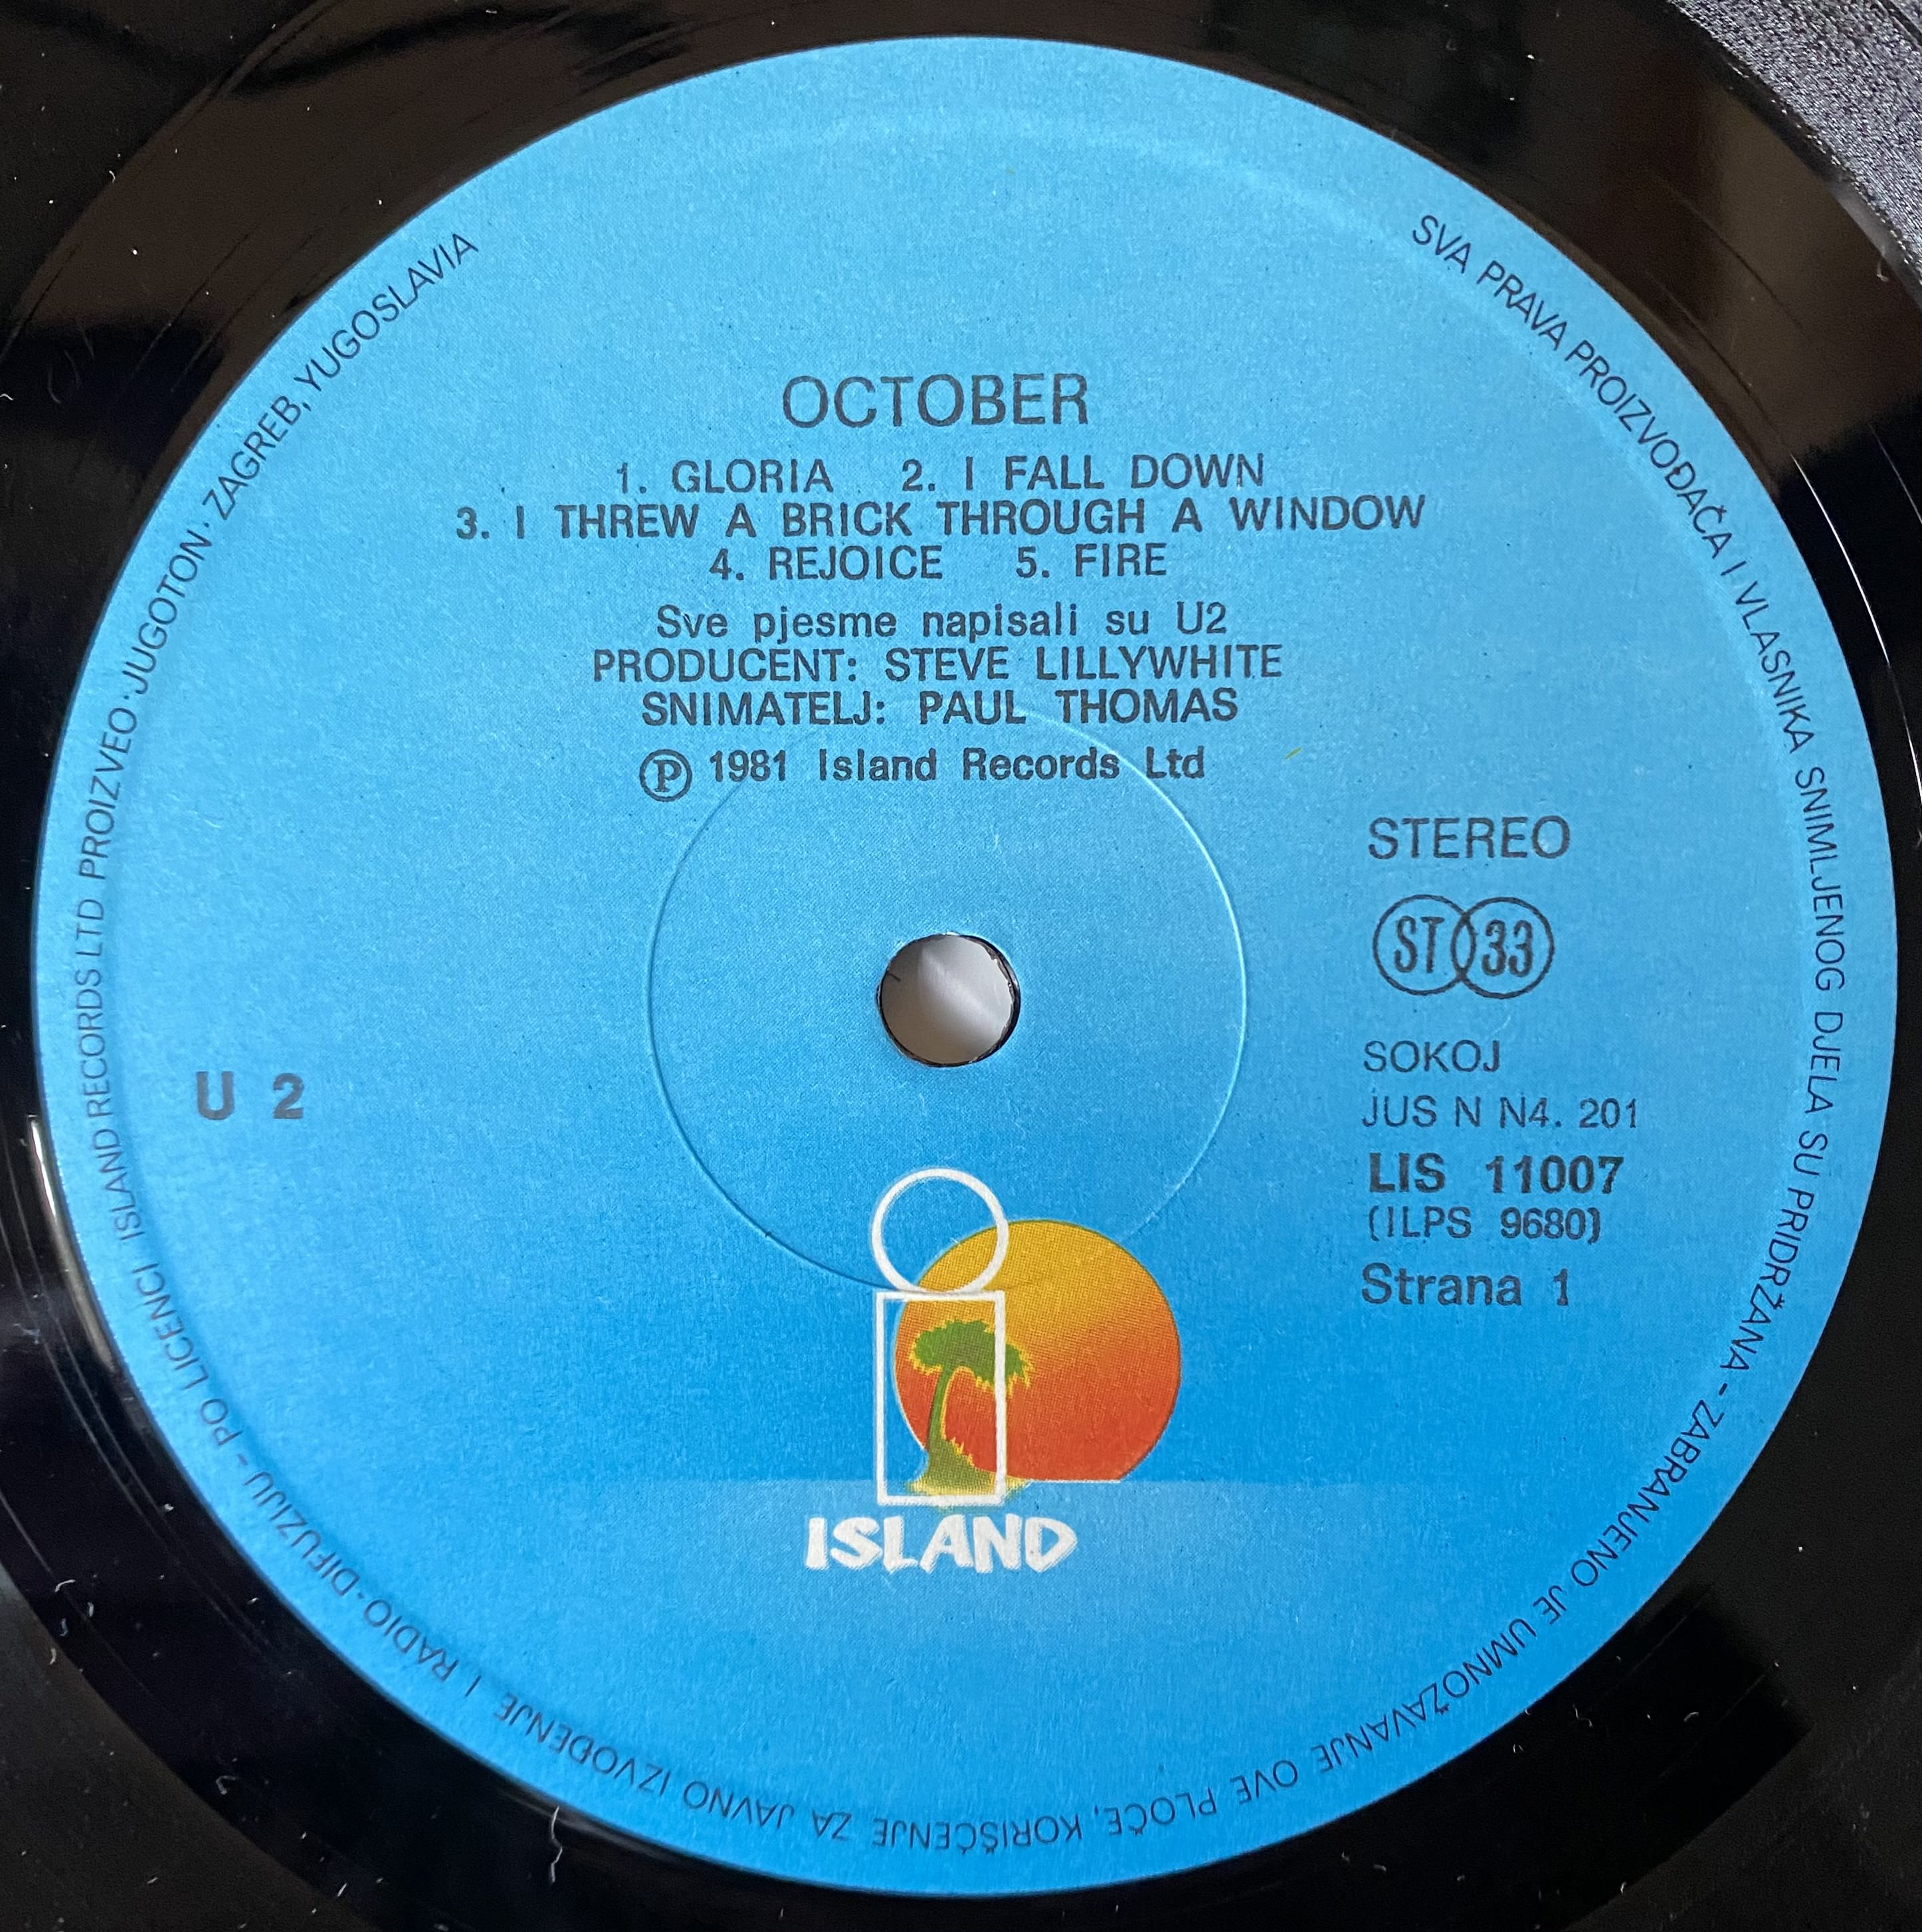 OCTOBER
1. GLORIA 2. I FALL DOWN
3. I THREW A BRICK THROUGH A WINDOW
4. REJOICE 5. FIRE
Sve pjesme napisali su U2
PRODUCENT: STEVE LILLYWHITE
SNIMATELJ: PAUL THOMAS
Ⓟ 1981 Island Records Ltd
STEREO
ST 33
SOKOJ
JUS N N4. 201
LIS 11007
(ILPS 9680)
Strana 1
U 2
ISLAND
SVA PRAVA PROIZVOĐAČA I VLASNIKA SNIMLJENOG DJELA SU PRIDRŽANA - ZABRANJENO JE UMNOŽAVANJE OVE PLOČE, KORIŠĆENJE ZA JAVNO IZVOĐENJE I RADIO-DIFUZIJU - PO LICENCI ISLAND RECORDS LTD PROIZVEO · JUGOTON · ZAGREB, YUGOSLAVIA